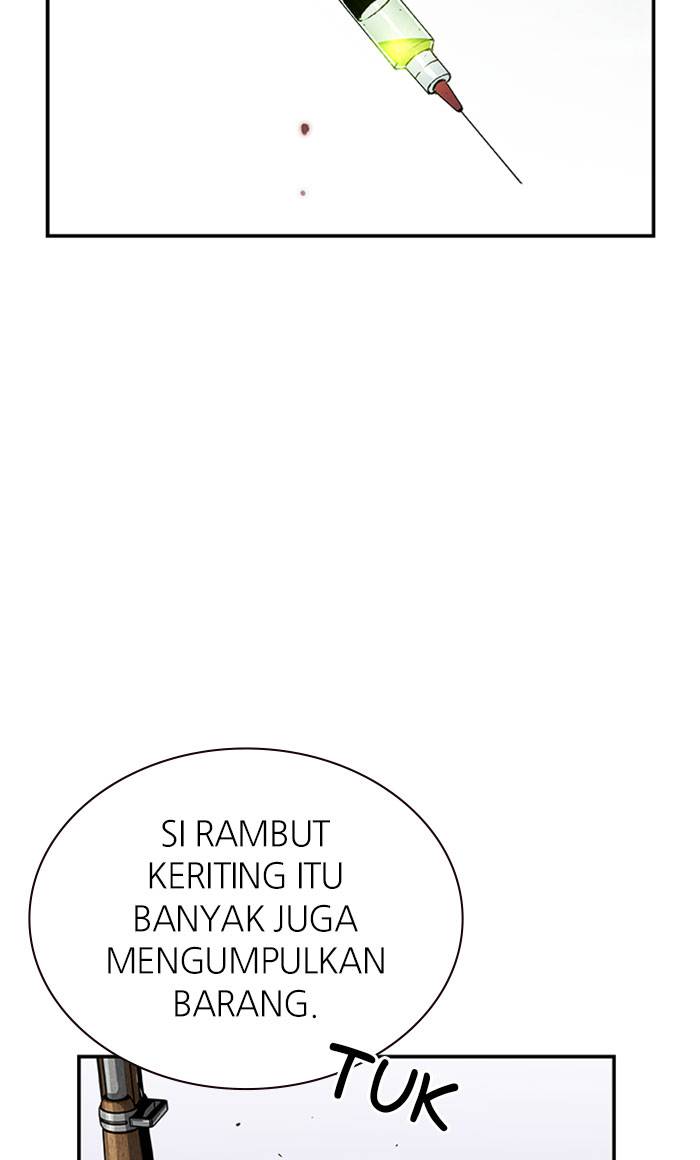 SI RAMBUT
KERITING ITU
BANYAK JUGA
MENGUMPULKAN
BARANG.
TUK